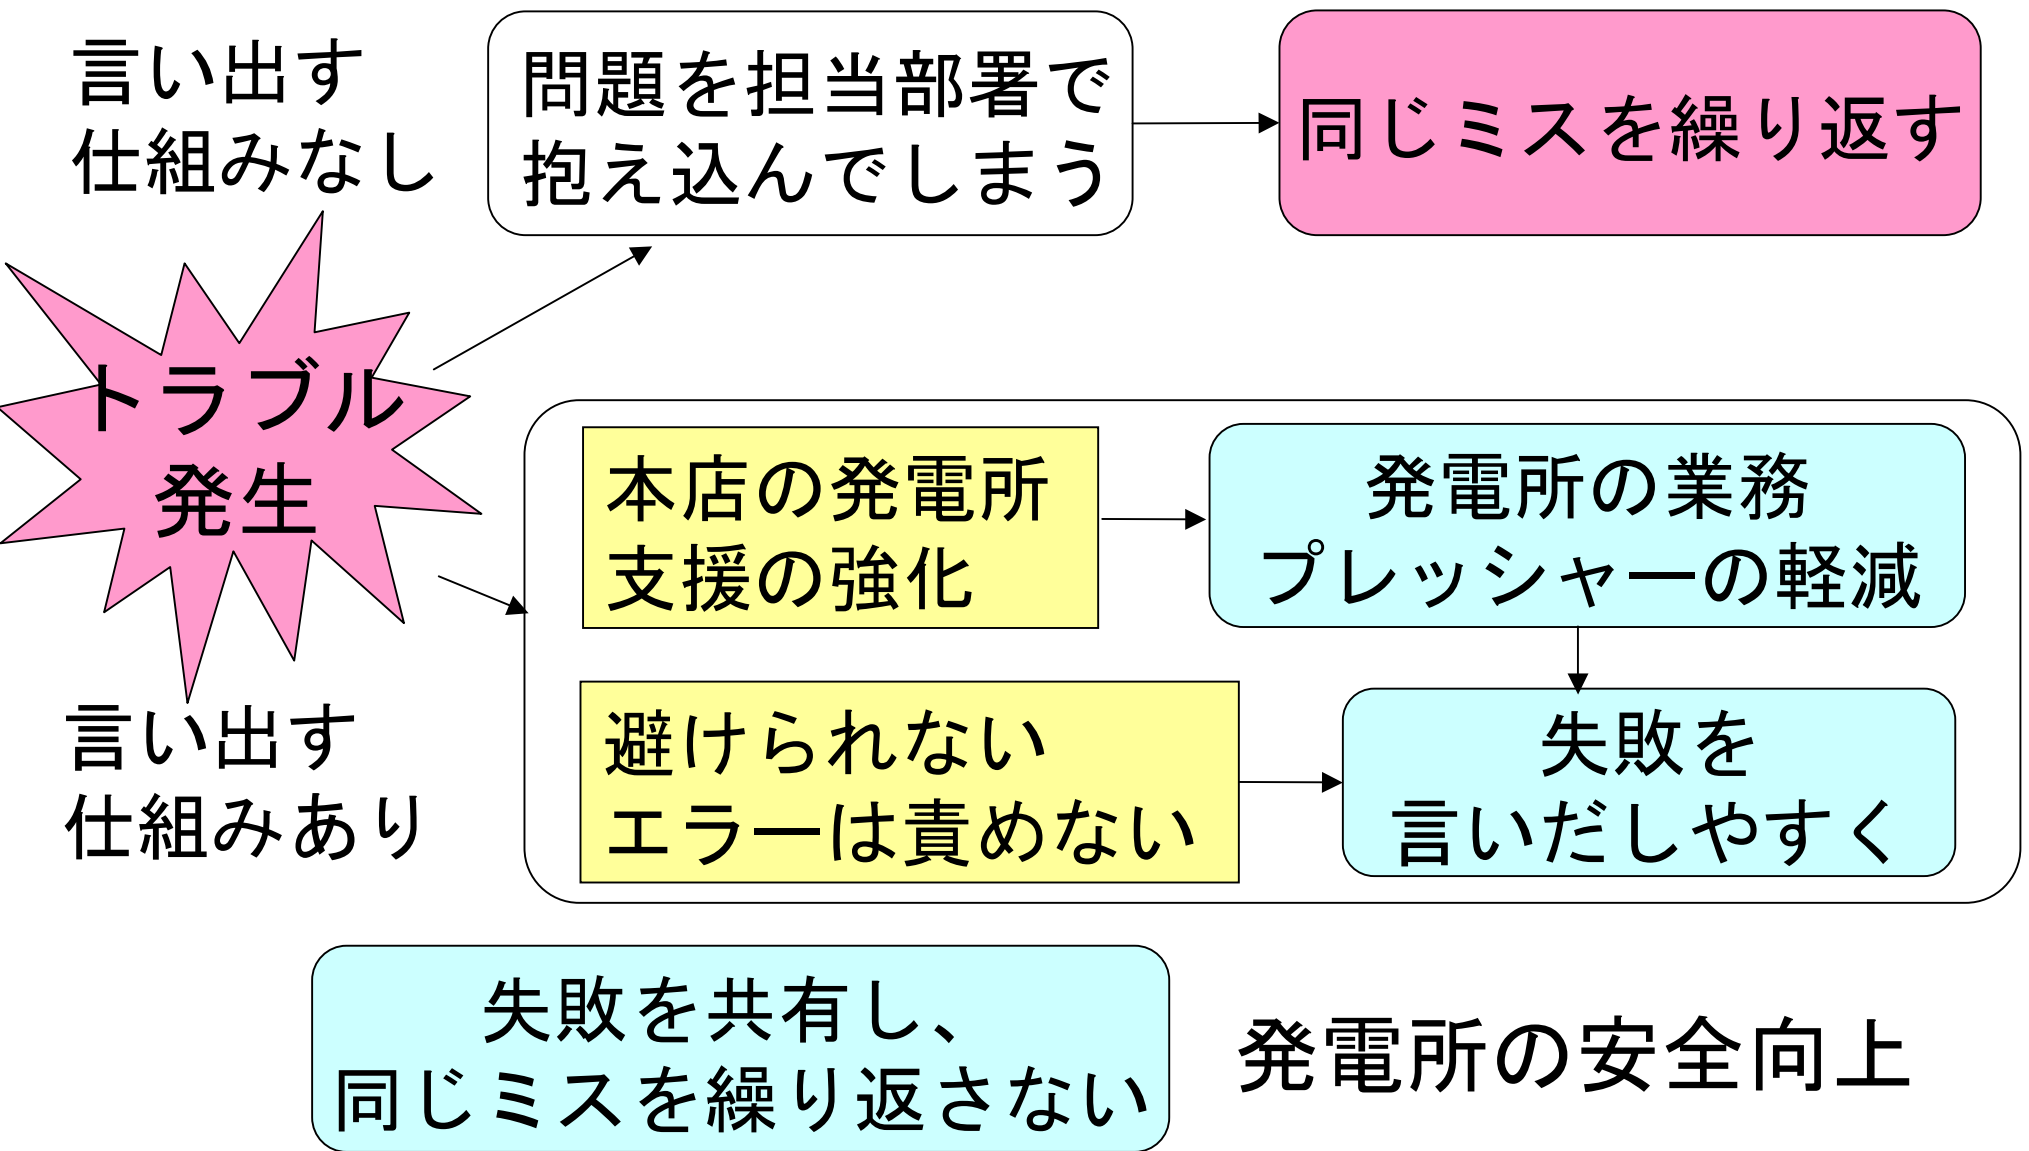 言い出す
仕組みなし
問題を担当部署で
抱え込んでしまう
同じミスを繰り返す
トラブル
発生
本店の発電所
支援の強化
発電所の業務
プレッシャーの軽減
言い出す
仕組みあり
避けられない
エラーは責めない
失敗を
言いだしやすく
失敗を共有し、
同じミスを繰り返さない
発電所の安全向上